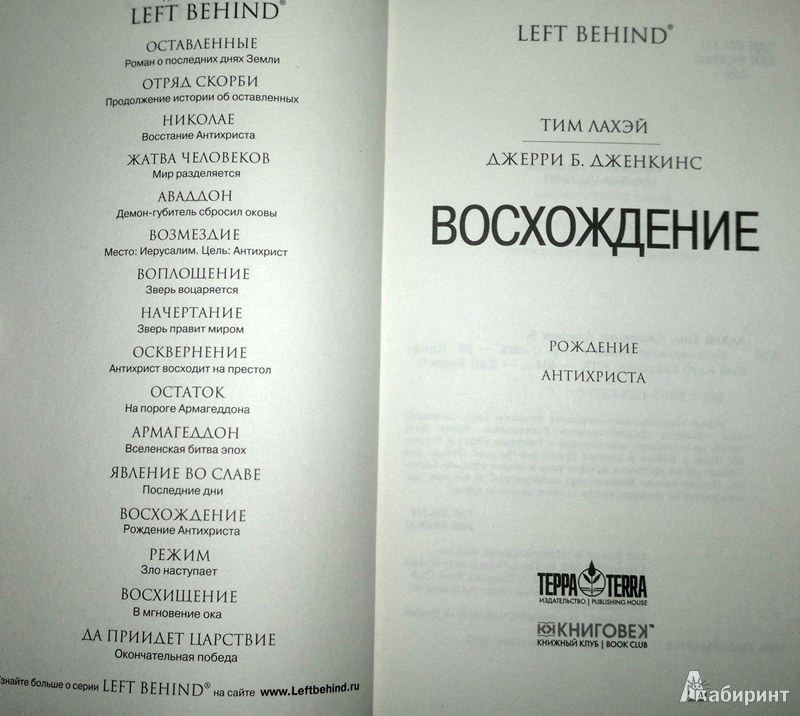 LEFT BEHIND®
ОСТАВЛЕННЫЕ
Роман о последних днях Земли
ОТРЯД СКОРБИ
Продолжение истории об оставленных
НИКОЛАЕ
Восстание Антихриста
ЖАТВА ЧЕЛОВЕКОВ
Мир разделяется
АВАДДОН
Демон-губитель сбросил оковы
ВОЗМЕЗДИЕ
Место: Иерусалим. Цель: Антихрист
ВОПЛОЩЕНИЕ
Зверь воцаряется
НАЧЕРТАНИЕ
Зверь правит миром
ОСКВЕРНЕНИЕ
Антихрист восходит на престол
ОСТАТОК
На пороге Армагеддона
АРМАГЕДДОН
Вселенская битва эпох
ЯВЛЕНИЕ ВО СЛАВЕ
Последние дни
ВОСХОЖДЕНИЕ
Рождение Антихриста
РЕЖИМ
Зло наступает
ВОСХИЩЕНИЕ
В мгновение ока
ДА ПРИИДЕТ ЦАРСТВИЕ
Окончательная победа
знайте больше о серии LEFT BEHIND® на сайте www.Leftbehind.ru
LEFT BEHIND®
ТИМ ЛАХЭЙ
ДЖЕРРИ Б. ДЖЕНКИНС
ВОСХОЖДЕНИЕ
РОЖДЕНИЕ
АНТИХРИСТА
ТЕРРА TERRA
ИЗДАТЕЛЬСТВО | PUBLISHING HOUSE
КНИГОВЕК™
КНИЖНЫЙ КЛУБ | BOOK CLUB
Лабиринт